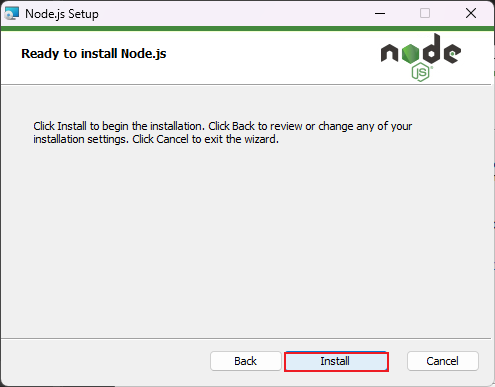 Node.js Setup
Ready to install Node.js
node
JS
Click Install to begin the installation. Click Back to review or change any of your
installation settings. Click Cancel to exit the wizard.
Back
Install
Cancel